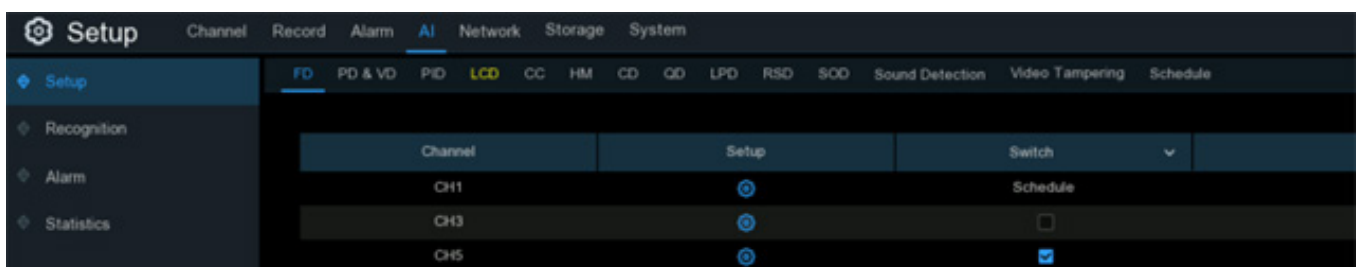 Setup Channel Record Alarm AI Network Storage System
Setup FD PD & VD PID LCD CC HM CD QD LPD RSD SOD Sound Detection Video Tampering Schedule
Recognition
Channel Setup Switch
Alarm
CH1 Schedule
Statistics
CH3
CH5